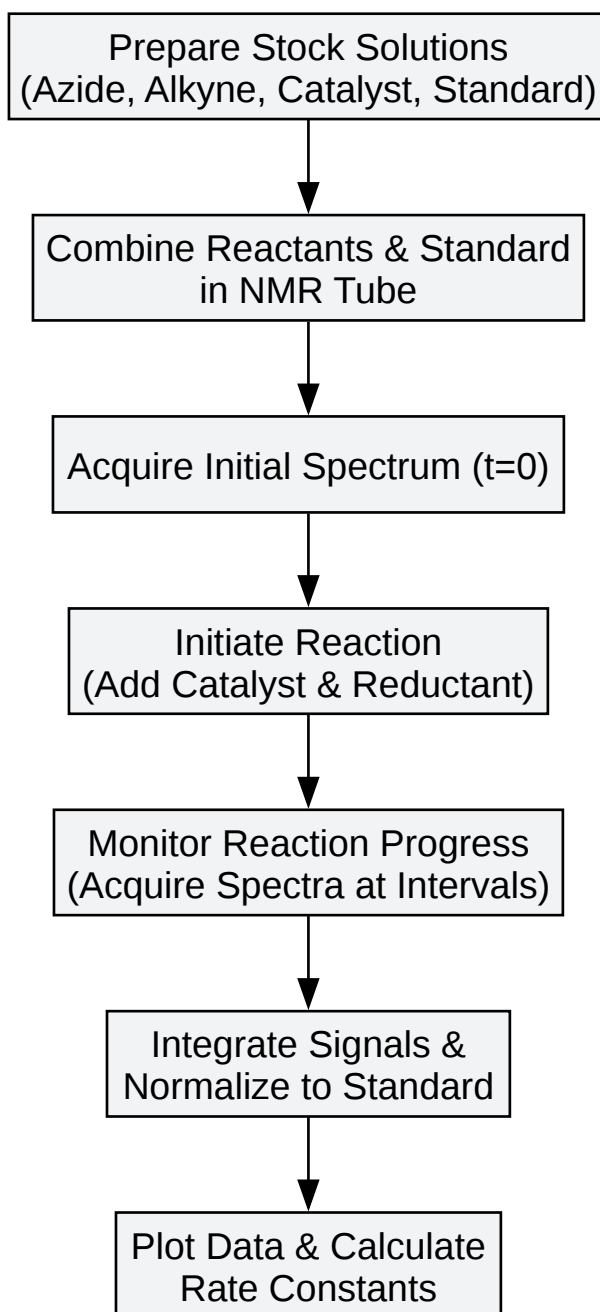 Prepare Stock Solutions
(Azide, Alkyne, Catalyst, Standard)
Combine Reactants & Standard
in NMR Tube
Acquire Initial Spectrum (t=0)
Initiate Reaction
(Add Catalyst & Reductant)
Monitor Reaction Progress
(Acquire Spectra at Intervals)
Integrate Signals &
Normalize to Standard
Plot Data & Calculate
Rate Constants